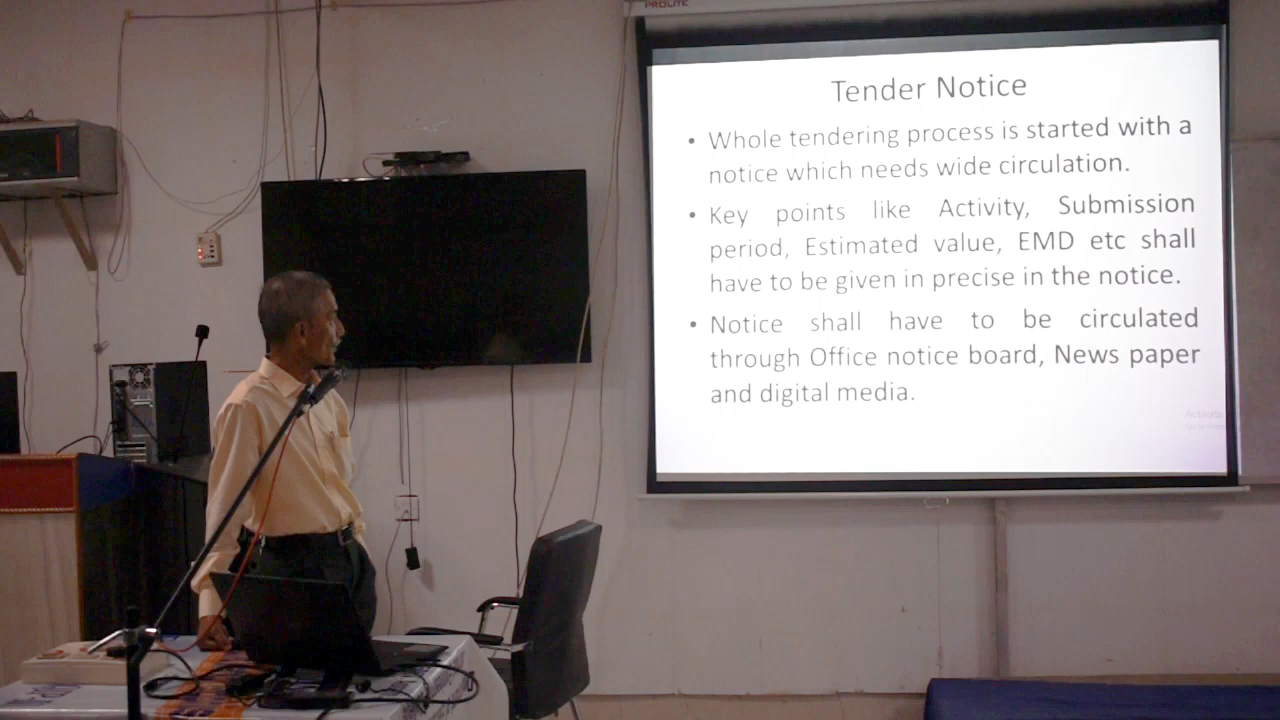 PROLITE
Tender Notice
• Whole tendering process is started with a
notice which needs wide circulation.
• Key points like Activity, Submission
period, Estimated value, EMD etc shall
have to be given in precise in the notice.
• Notice shall have to be circulated
through Office notice board, News paper
and digital media.
Activate